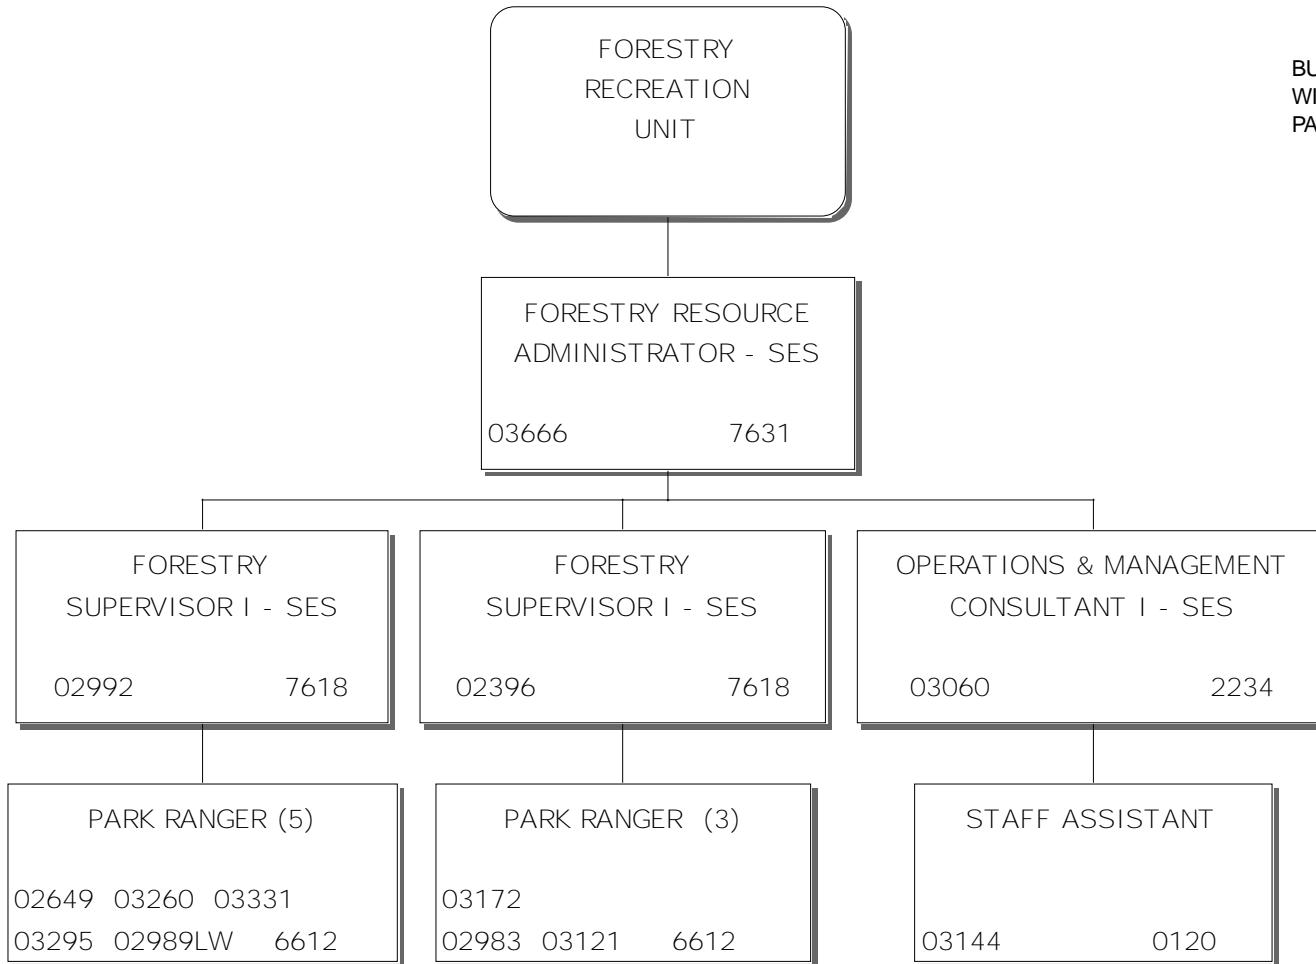 FORESTRY
RECREATION
UNIT
FORESTRY RESOURCE
ADMINISTRATOR - SES
03666 7631
FORESTRY
SUPERVISOR I - SES
02992 7618
FORESTRY
SUPERVISOR I - SES
02396 7618
OPERATIONS & MANAGEMENT
CONSULTANT I - SES
03060 2234
PARK RANGER (5)
02649 03260 03331
03295 02989LW 6612
PARK RANGER (3)
03172
02983 03121 6612
STAFF ASSISTANT
03144 0120